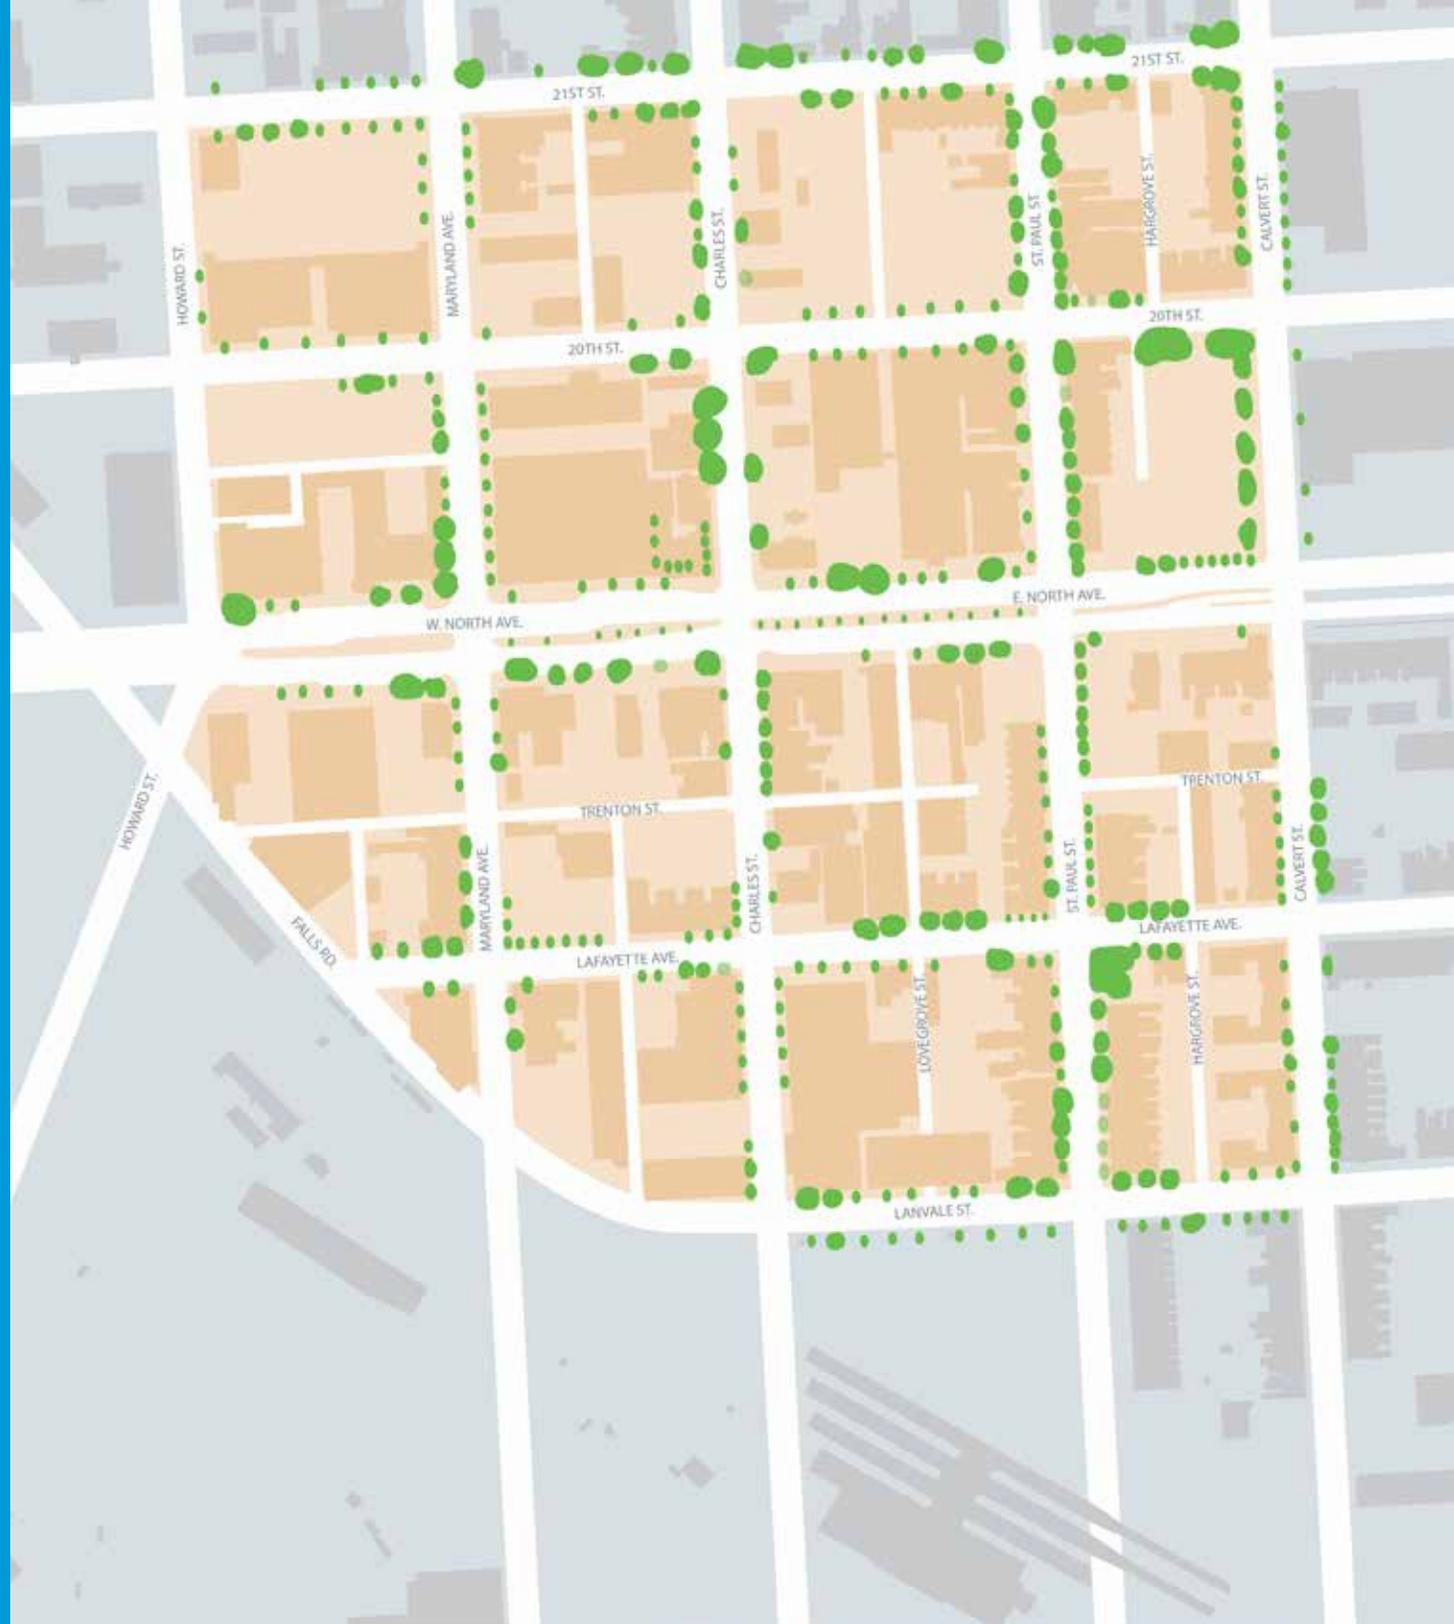 21ST ST.
21ST ST.
HOWARD ST.
MARYLAND AVE.
CHARLES ST.
ST. PAUL ST
HARGROVE ST.
CALVERT ST.
20TH ST.
20TH ST.
W. NORTH AVE.
E. NORTH AVE.
HOWARD ST.
TRENTON ST.
TRENTON ST.
MARYLAND AVE.
CHARLES ST.
ST. PAUL ST.
CALVERT ST.
FALLS RD.
LAFAYETTE AVE.
LAFAYETTE AVE.
LOVEGROVE ST.
HARGROVE ST.
LANVALE ST.